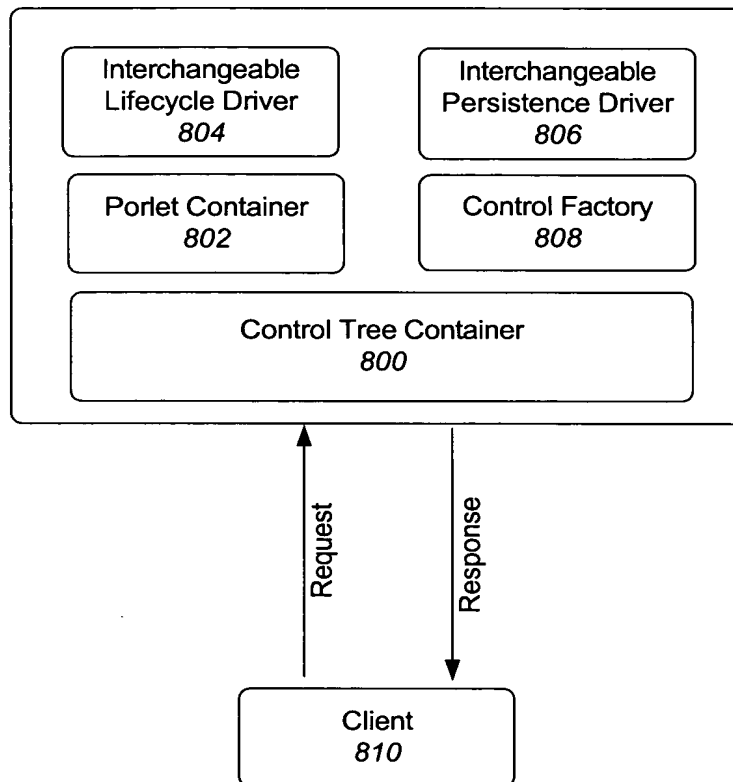 Interchangeable
Lifecycle Driver
804
Interchangeable
Persistence Driver
806
Porlet Container
802
Control Factory
808
Control Tree Container
800
Request
Response
Client
810